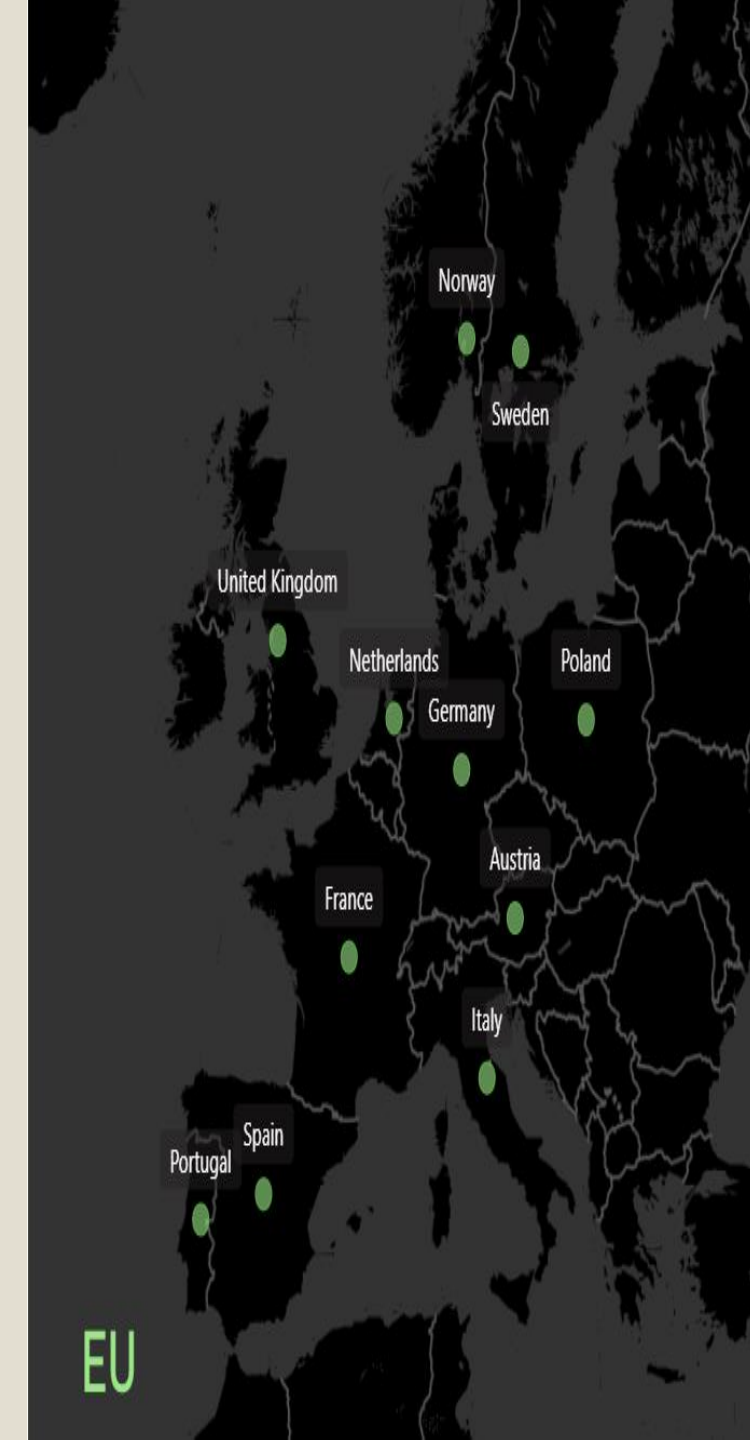 Norway
Sweden
United Kingdom
Netherlands
Poland
Germany
Austria
France
Italy
Spain
Portugal
EU